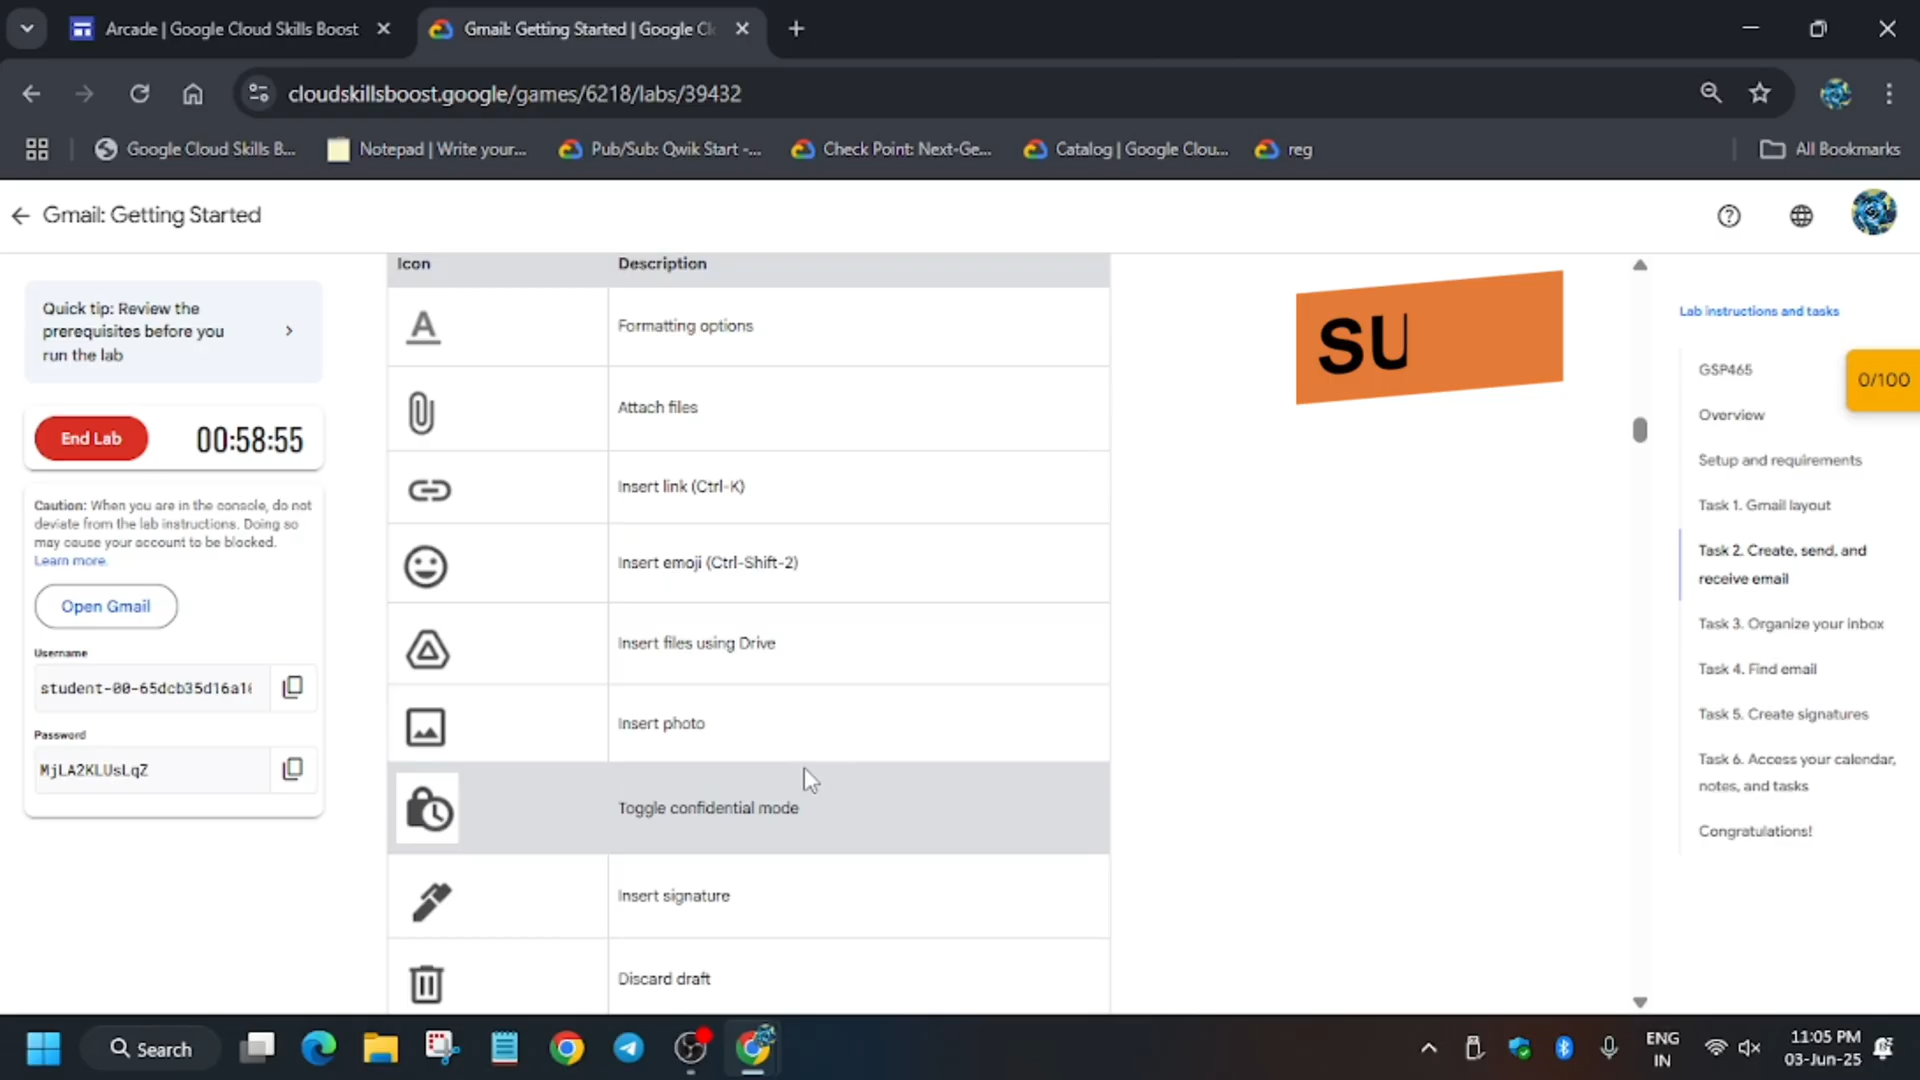 Arcade | Google Cloud Skills Boost
Gmail: Getting Started | Google Cl
cloudskillsboost.google/games/6218/labs/39432
Google Cloud Skills B...
Notepad | Write your...
Pub/Sub: Qwik Start -...
Check Point: Next-Ge...
Catalog | Google Clou...
reg
All Bookmarks
Gmail: Getting Started
Quick tip: Review the
prerequisites before you
run the lab
End Lab
00:58:55
Caution: When you are in the console, do not
deviate from the lab instructions. Doing so
may cause your account to be blocked.
Learn more.
Open Gmail
Username
student-00-65dcb35d16a1
Password
MjLA2KLUsLqZ
Icon
Description
Formatting options
Attach files
Insert link (Ctrl-K)
Insert emoji (Ctrl-Shift-2)
Insert files using Drive
Insert photo
Toggle confidential mode
Insert signature
Discard draft
SU
Lab instructions and tasks
GSP465
0/100
Overview
Setup and requirements
Task 1. Gmail layout
Task 2. Create, send, and
receive email
Task 3. Organize your inbox
Task 4. Find email
Task 5. Create signatures
Task 6. Access your calendar,
notes, and tasks
Congratulations!
Search
ENG
IN
11:05 PM
03-Jun-25